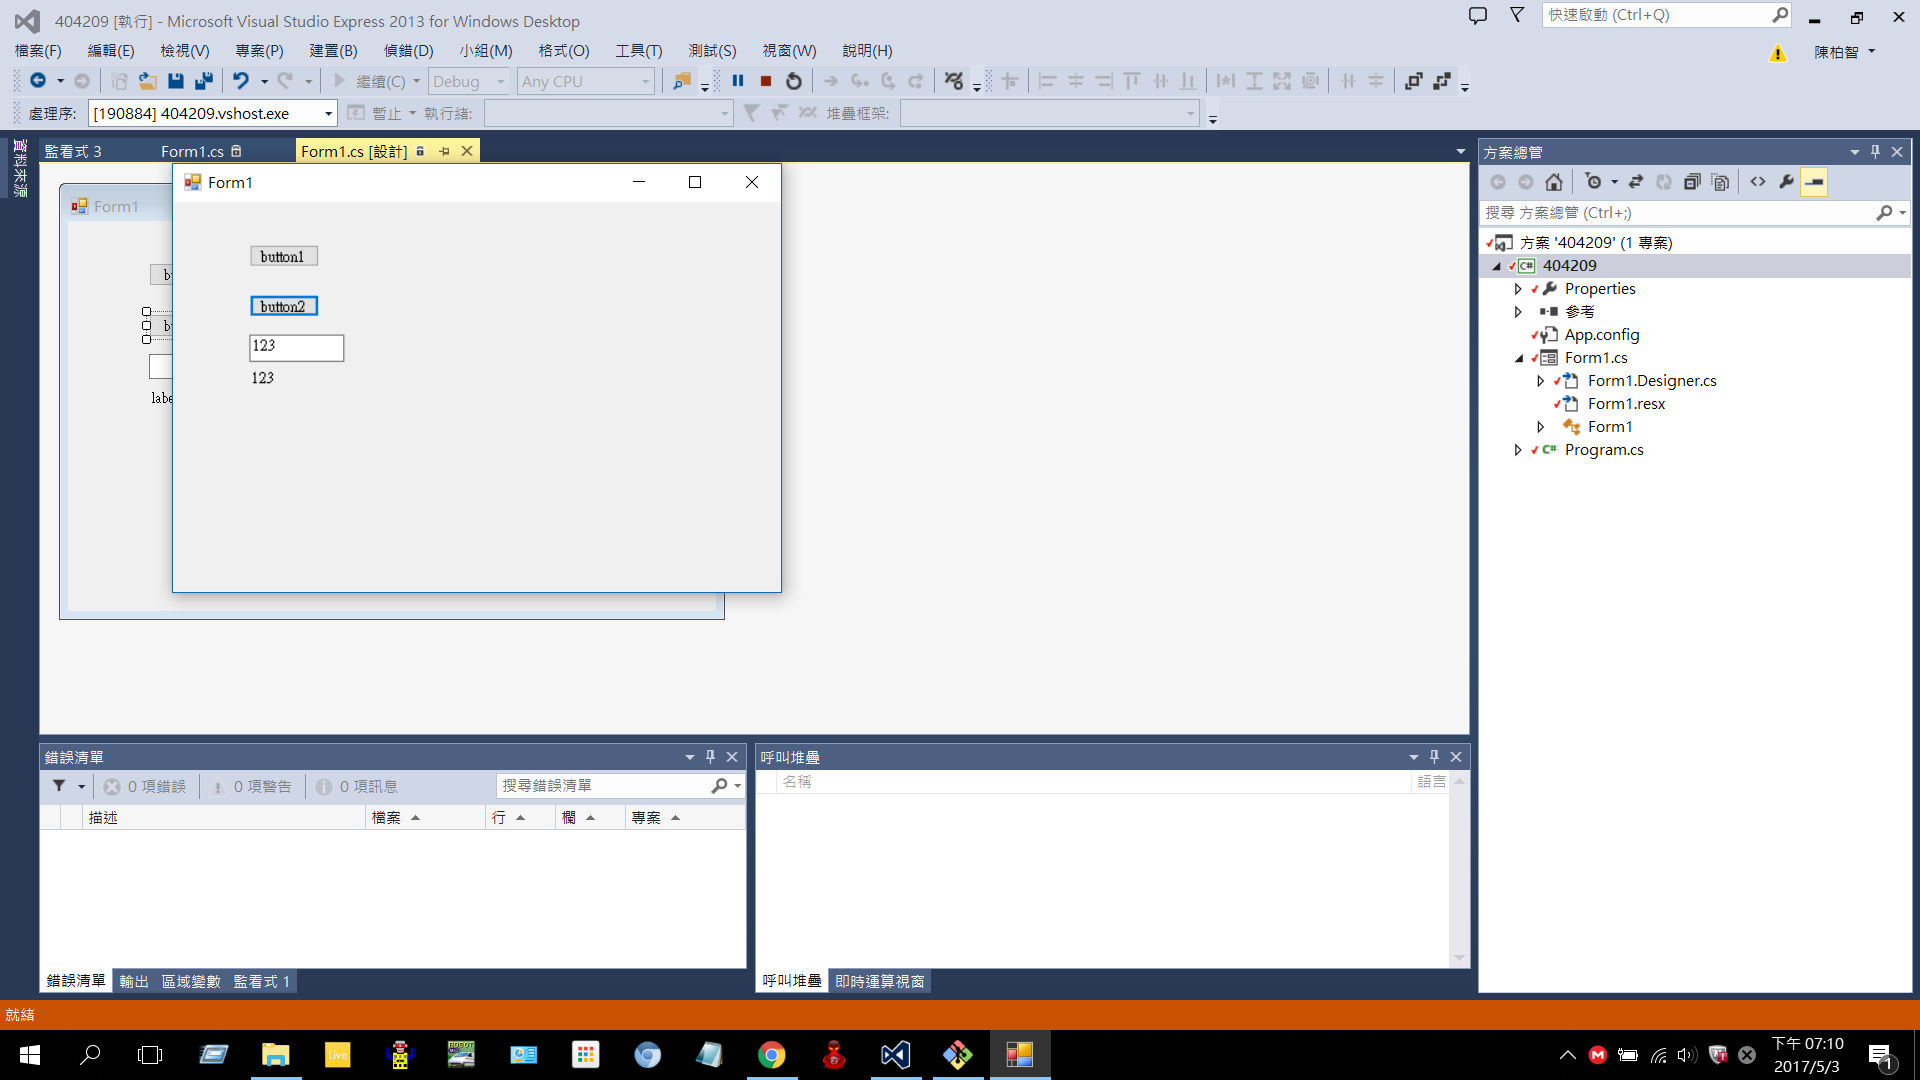 404209 [執行] - Microsoft Visual Studio Express 2013 for Windows Desktop
快速啟動 (Ctrl+Q)
檔案(F) 編輯(E) 檢視(V) 專案(P) 建置(B) 偵錯(D) 小組(M) 格式(O) 工具(T) 測試(S) 視窗(W) 說明(H)
陳柏智
繼續(C) Debug Any CPU
處理序: [190884] 404209.vshost.exe 暫止 執行緒: 堆疊框架:
資料來源
監看式 3 Form1.cs Form1.cs [設計]
Form1
Form1
button1
button2
123
123
bu
bu
labe
方案總管
搜尋 方案總管 (Ctrl+;)
方案 '404209' (1 專案)
404209
Properties
參考
App.config
Form1.cs
Form1.Designer.cs
Form1.resx
Form1
Program.cs
錯誤清單
0 項錯誤 0 項警告 0 項訊息 搜尋錯誤清單
描述 檔案 行 欄 專案
錯誤清單 輸出 區域變數 監看式 1
呼叫堆疊
名稱 語言
呼叫堆疊 即時運算視窗
就緒
Live
下午 07:10
2017/5/3
1